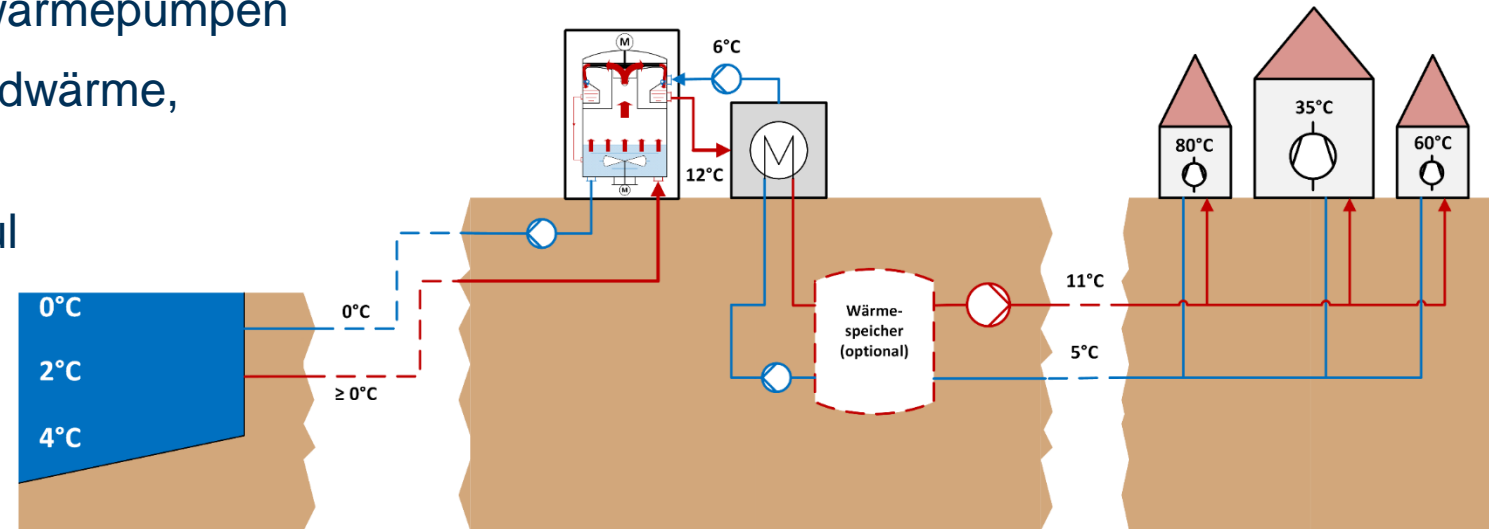 wärmepumpen
dwärme,
ul
0°C
2°C
4°C
0°C
≥ 0°C
M
M
6°C
12°C
Wärme-
speicher
(optional)
11°C
5°C
80°C
35°C
60°C